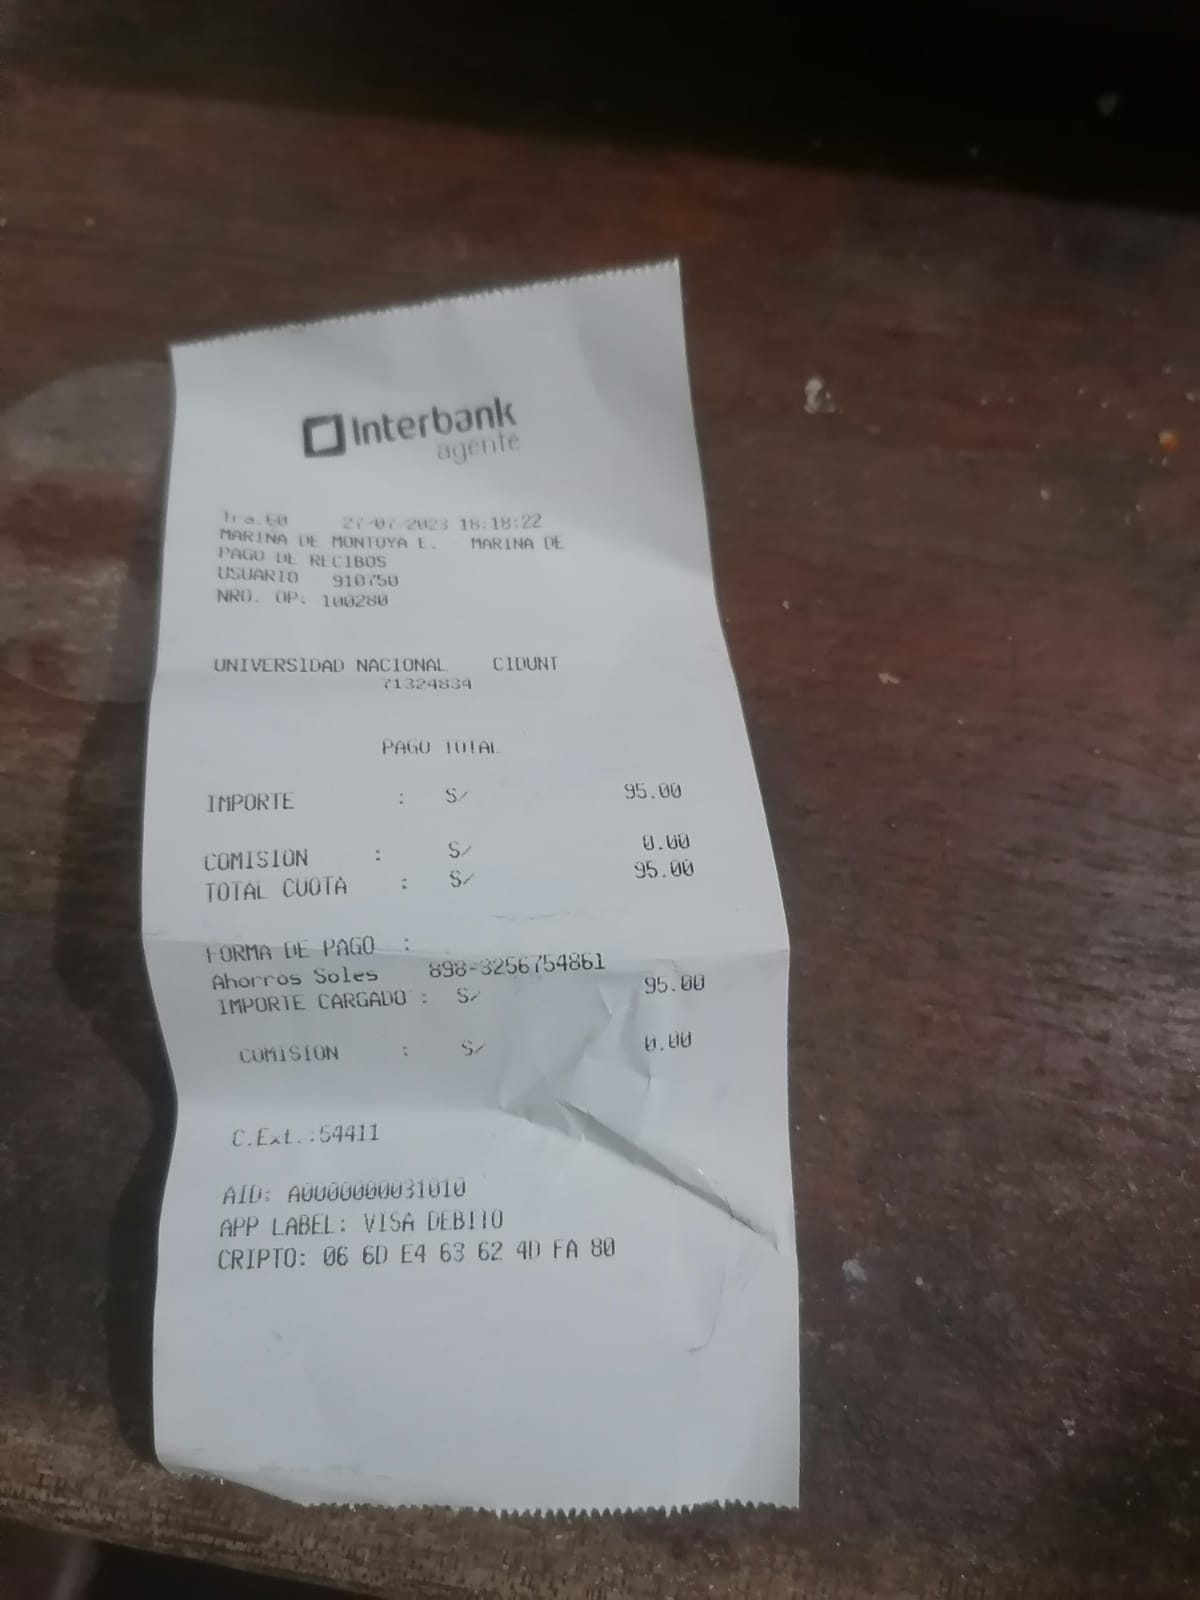 Interbank
agente
Tra.60 27/07/2023 18:18:22
MARINA DE MONTOYA E. - MARINA DE
PAGO DE RECIBOS
USUARIO 910750
NRO. OP: 100280
UNIVERSIDAD NACIONAL CIDUNT
71324834
PAGO TOTAL
IMPORTE : S/ 95.00
COMISION : S/ 0.00
TOTAL CUOTA : S/ 95.00
FORMA DE PAGO :
Ahorros Soles 898-3256754861
IMPORTE CARGADO : S/ 95.00
COMISION : S/ 0.00
C.Ext.:54411
AID: A0000000031010
APP LABEL: VISA DEBITO
CRIPTO: 06 6D E4 63 62 4D FA 80